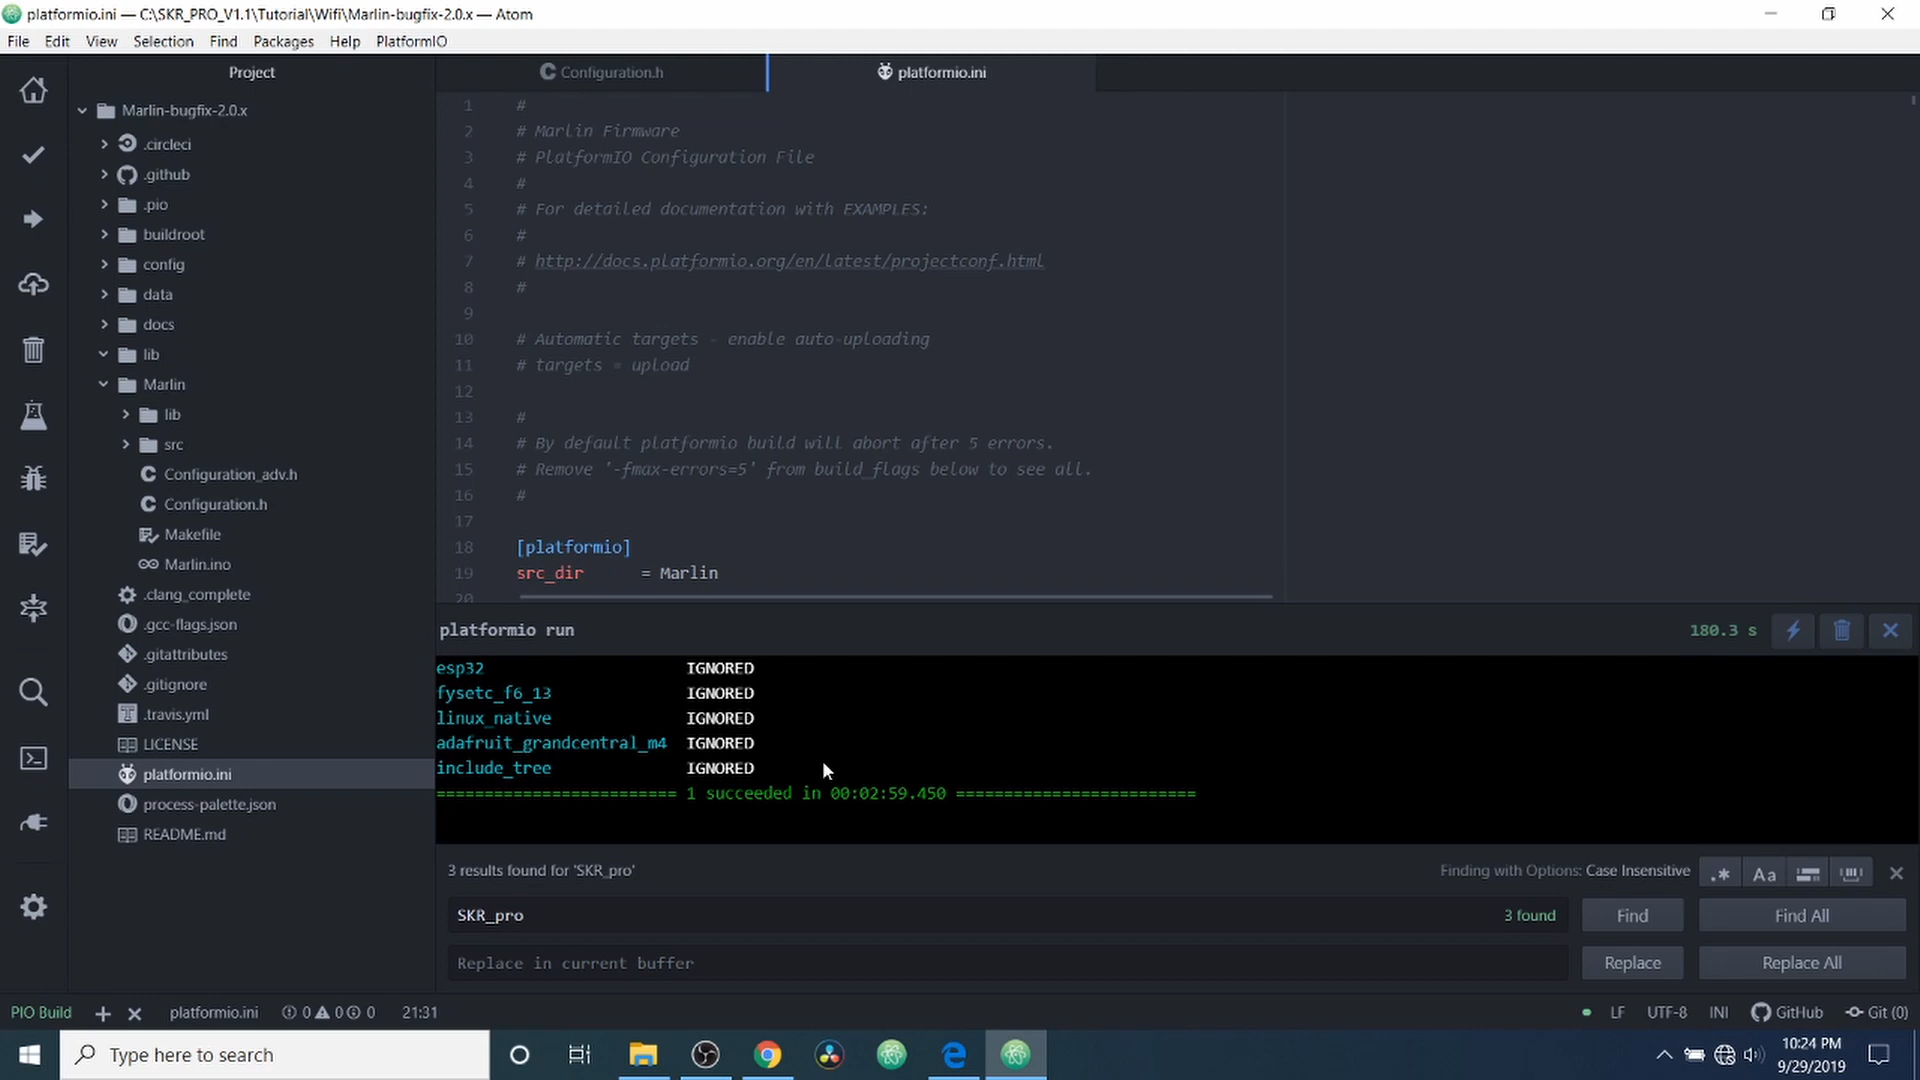 platformio.ini — C:\SKR_PRO_V1.1\Tutorial\Wifi\Marlin-bugfix-2.0.x — Atom
File Edit View Selection Find Packages Help PlatformIO
Project
Marlin-bugfix-2.0.x
.circleci
.github
.pio
buildroot
config
data
docs
lib
Marlin
lib
src
Configuration_adv.h
Configuration.h
Makefile
Marlin.ino
.clang_complete
.gcc-flags.json
.gitattributes
.gitignore
.travis.yml
LICENSE
platformio.ini
process-palette.json
README.md
Configuration.h platformio.ini
1 #
2 # Marlin Firmware
3 # PlatformIO Configuration File
4 #
5 # For detailed documentation with EXAMPLES:
6 #
7 # http://docs.platformio.org/en/latest/projectconf.html
8 #
9
10 # Automatic targets - enable auto-uploading
11 # targets = upload
12
13 #
14 # By default platformio build will abort after 5 errors.
15 # Remove '-fmax-errors=5' from build_flags below to see all.
16 #
17
18 [platformio]
19 src_dir = Marlin
20
platformio run 180.3 s
esp32 IGNORED
fysetc_f6_13 IGNORED
linux_native IGNORED
adafruit_grandcentral_m4 IGNORED
include_tree IGNORED
========================= 1 succeeded in 00:02:59.450 =========================
3 results found for 'SKR_pro' Finding with Options: Case Insensitive .* Aa
SKR_pro 3 found Find Find All
Replace in current buffer Replace Replace All
PIO Build + × platformio.ini 0 0 0 21:31 LF UTF-8 INI GitHub Git (0)
Type here to search
10:24 PM
9/29/2019